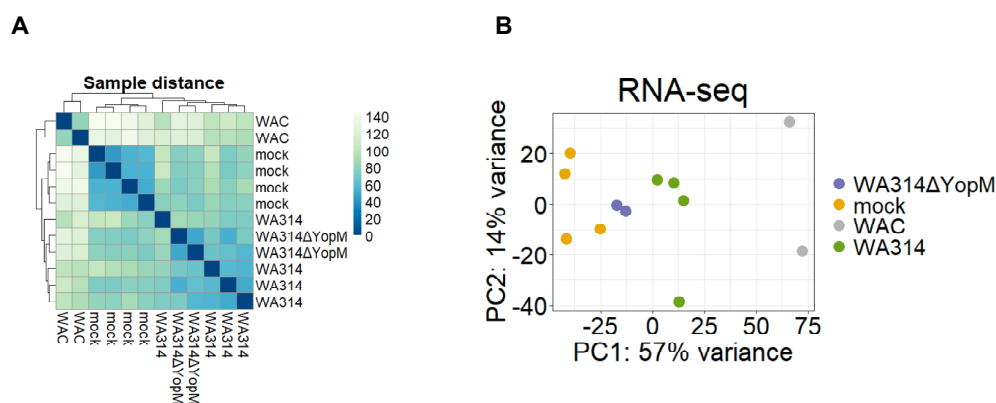 A
B
Sample distance
WAC
WAC
mock
mock
mock
mock
WA314
WA314ΔYopM
WA314ΔYopM
WA314
WA314
WA314
140
120
100
80
60
40
20
0
WAC
WAC
mock
mock
mock
mock
WA314
WA314ΔYopM
WA314ΔYopM
WA314
WA314
WA314
RNA-seq
PC2: 14% variance
20
0
-20
-40
-25
0
25
50
75
PC1: 57% variance
WA314ΔYopM
mock
WAC
WA314